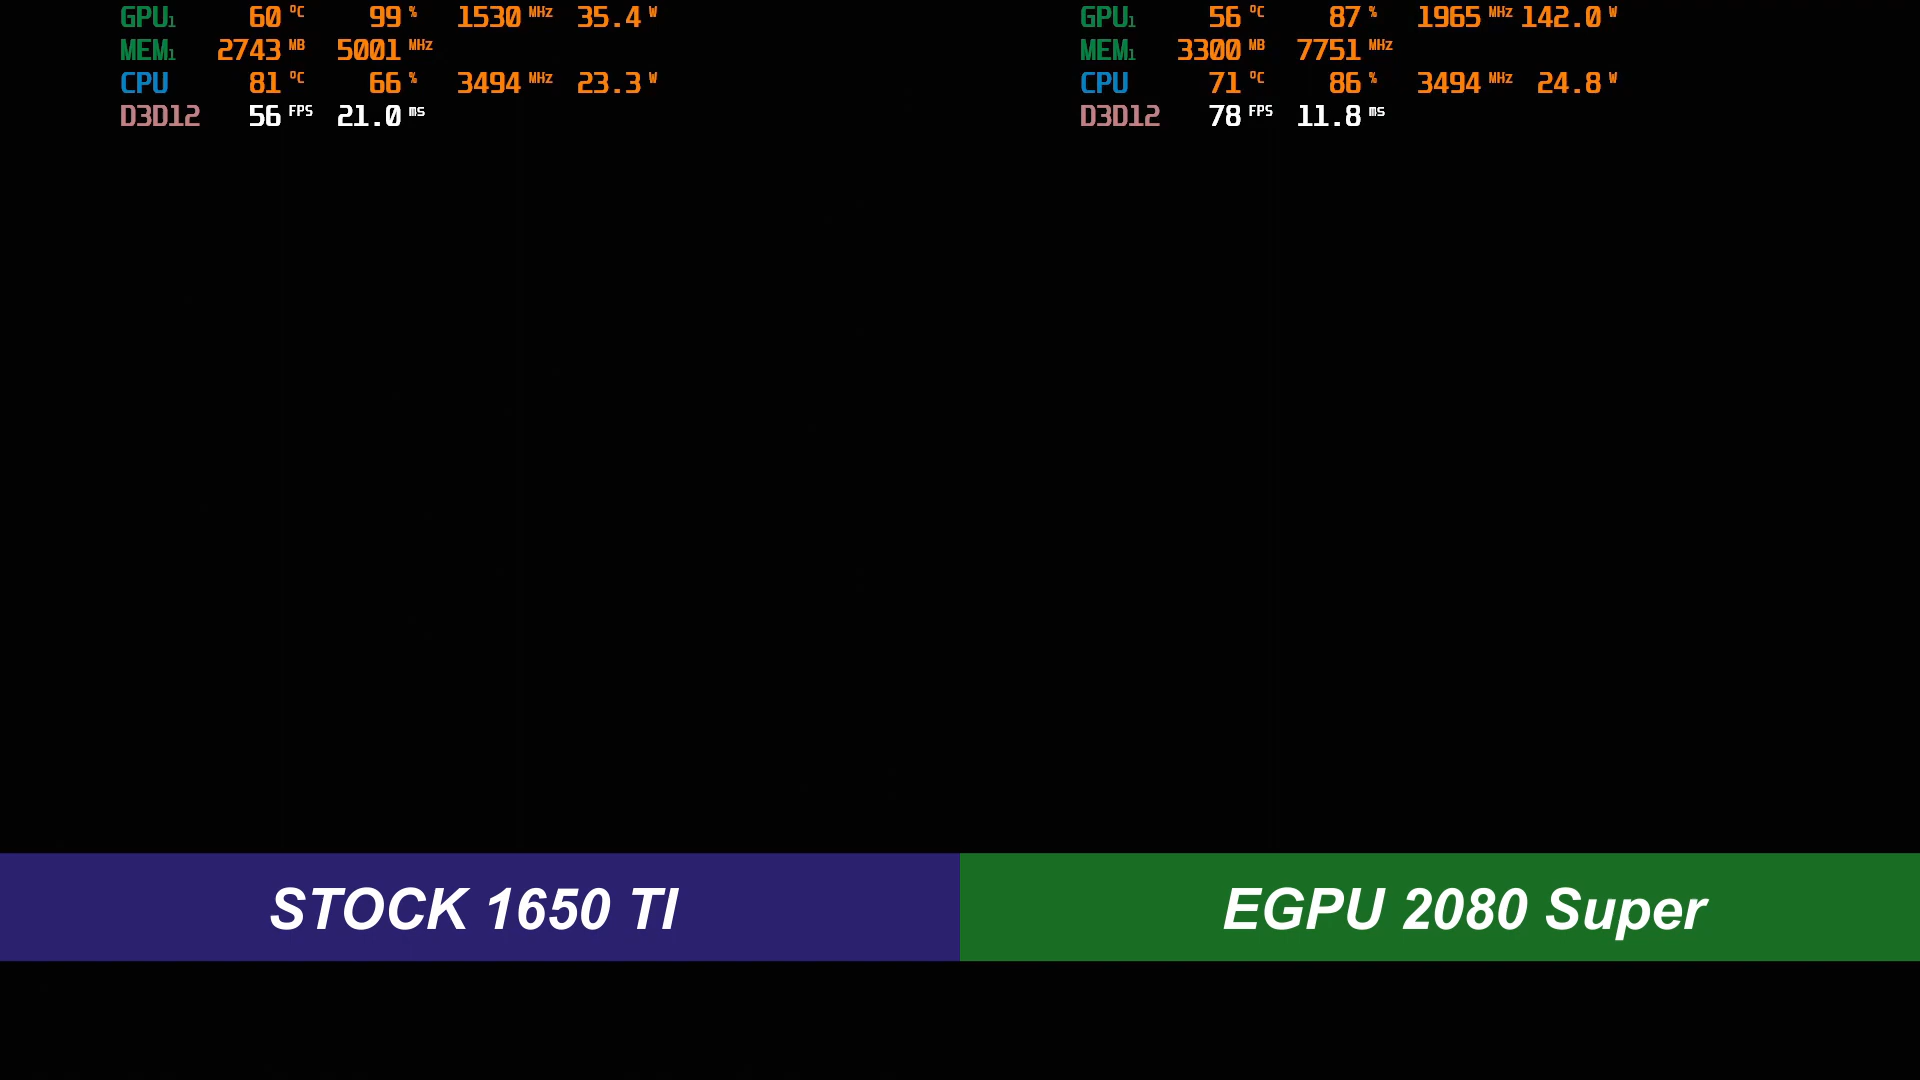 GPU1 60 °C 99 % 1530 MHz 35.4 W
MEM1 2743 MB 5001 MHz
CPU 81 °C 66 % 3494 MHz 23.3 W
D3D12 56 FPS 21.0 ms
GPU1 56 °C 87 % 1965 MHz 142.0 W
MEM1 3300 MB 7751 MHz
CPU 71 °C 86 % 3494 MHz 24.8 W
D3D12 78 FPS 11.8 ms
STOCK 1650 TI
EGPU 2080 Super